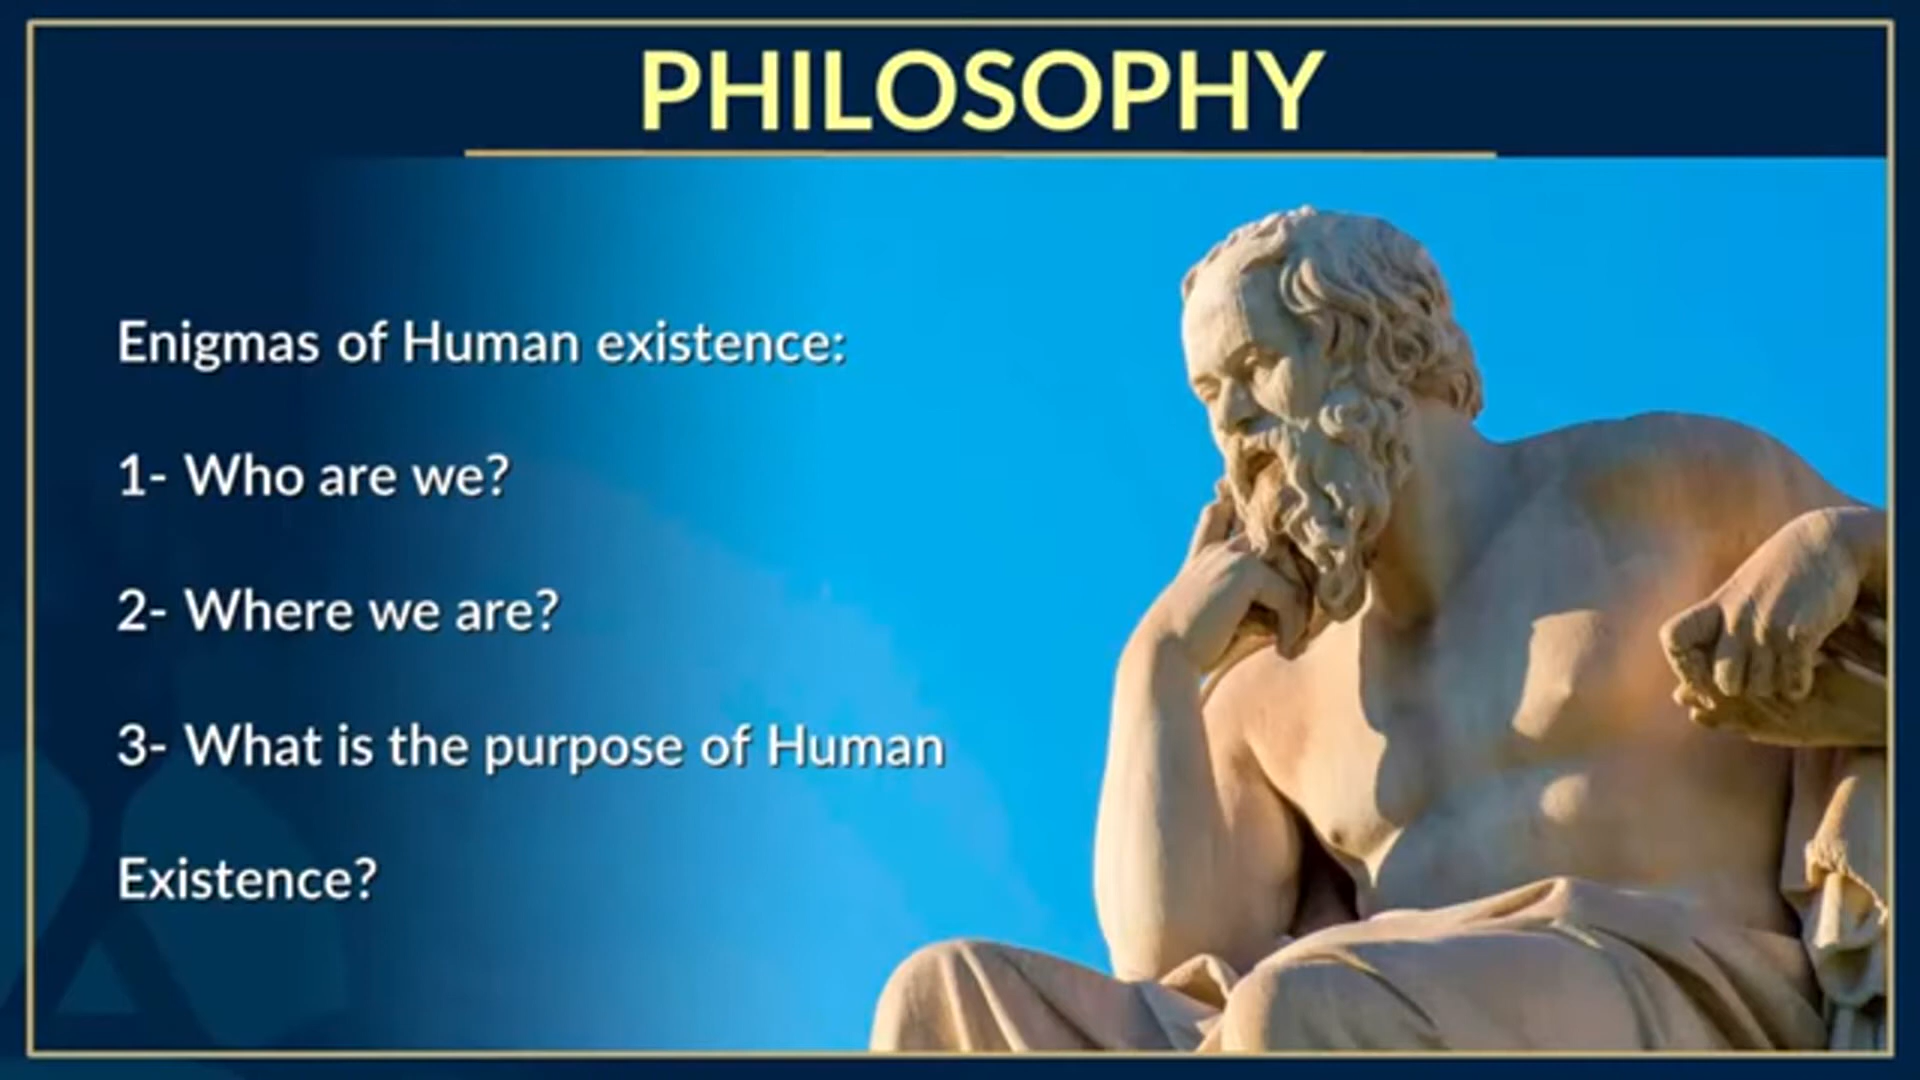 PHILOSOPHY
Enigmas of Human existence:
1- Who are we?
2- Where we are?
3- What is the purpose of Human
Existence?